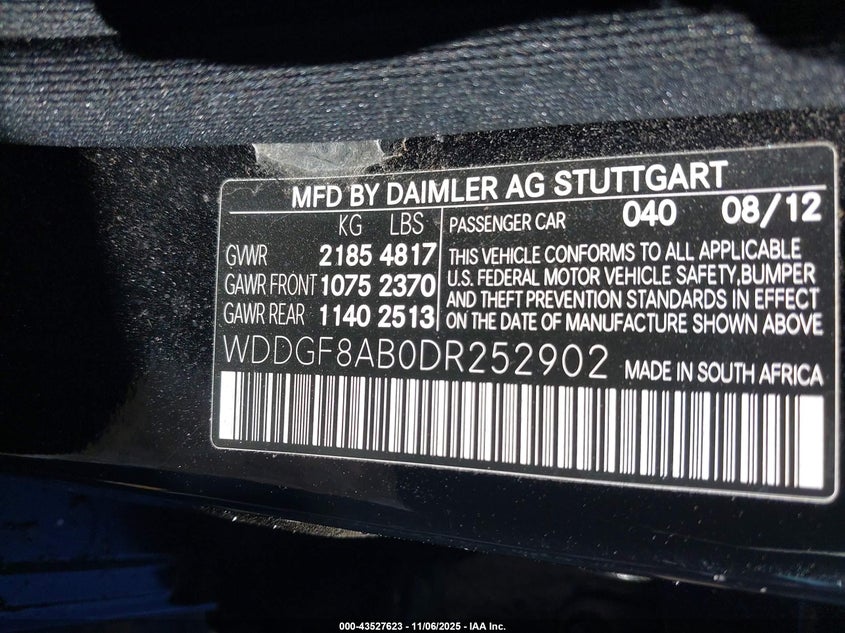 MFD BY DAIMLER AG STUTTGART
KG LBS PASSENGER CAR 040 08/12
GVWR 2185 4817 THIS VEHICLE CONFORMS TO ALL APPLICABLE
GAWR FRONT 1075 2370 U.S. FEDERAL MOTOR VEHICLE SAFETY,BUMPER
GAWR REAR 1140 2513 AND THEFT PREVENTION STANDARDS IN EFFECT
ON THE DATE OF MANUFACTURE SHOWN ABOVE
WDDGF8AB0DR252902 MADE IN SOUTH AFRICA
000-43527623 | 11/06/2025 – IAA Inc.